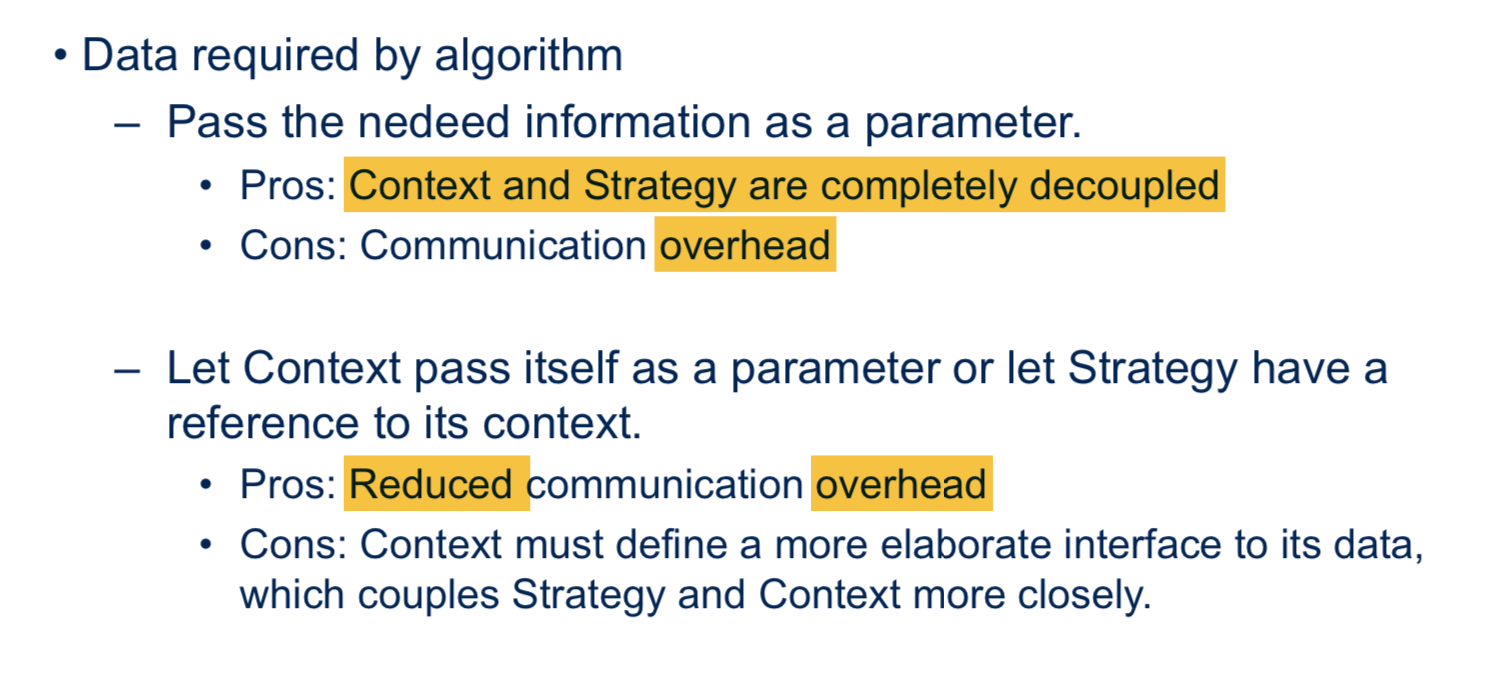 • Data required by algorithm
– Pass the nedeed information as a parameter.
• Pros: Context and Strategy are completely decoupled
• Cons: Communication overhead
– Let Context pass itself as a parameter or let Strategy have a
reference to its context.
• Pros: Reduced communication overhead
• Cons: Context must define a more elaborate interface to its data,
which couples Strategy and Context more closely.